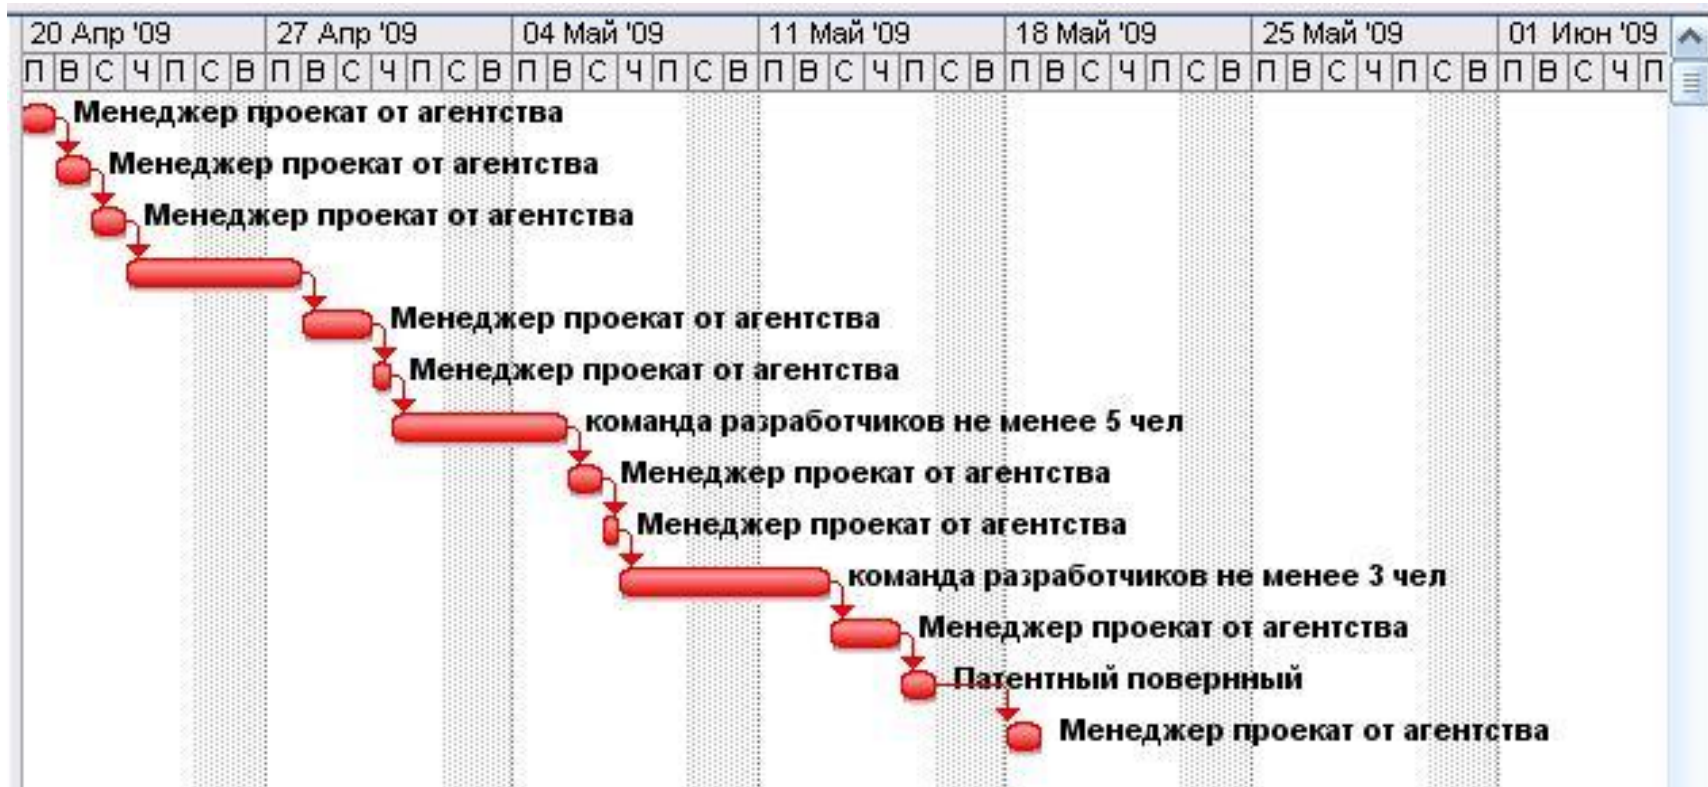 20 Апр '09 27 Апр '09 04 Май '09 11 Май '09 18 Май '09 25 Май '09 01 Июн '09
П В С Ч П С В П В С Ч П С В П В С Ч П С В П В С Ч П С В П В С Ч П С В П В С Ч П С В П В С Ч П
Менеджер проекат от агентства
Менеджер проекат от агентства
Менеджер проекат от агентства
Менеджер проекат от агентства
Менеджер проекат от агентства
команда разработчиков не менее 5 чел
Менеджер проекат от агентства
Менеджер проекат от агентства
команда разработчиков не менее 3 чел
Менеджер проекат от агентства
Патентный повернный
Менеджер проекат от агентства